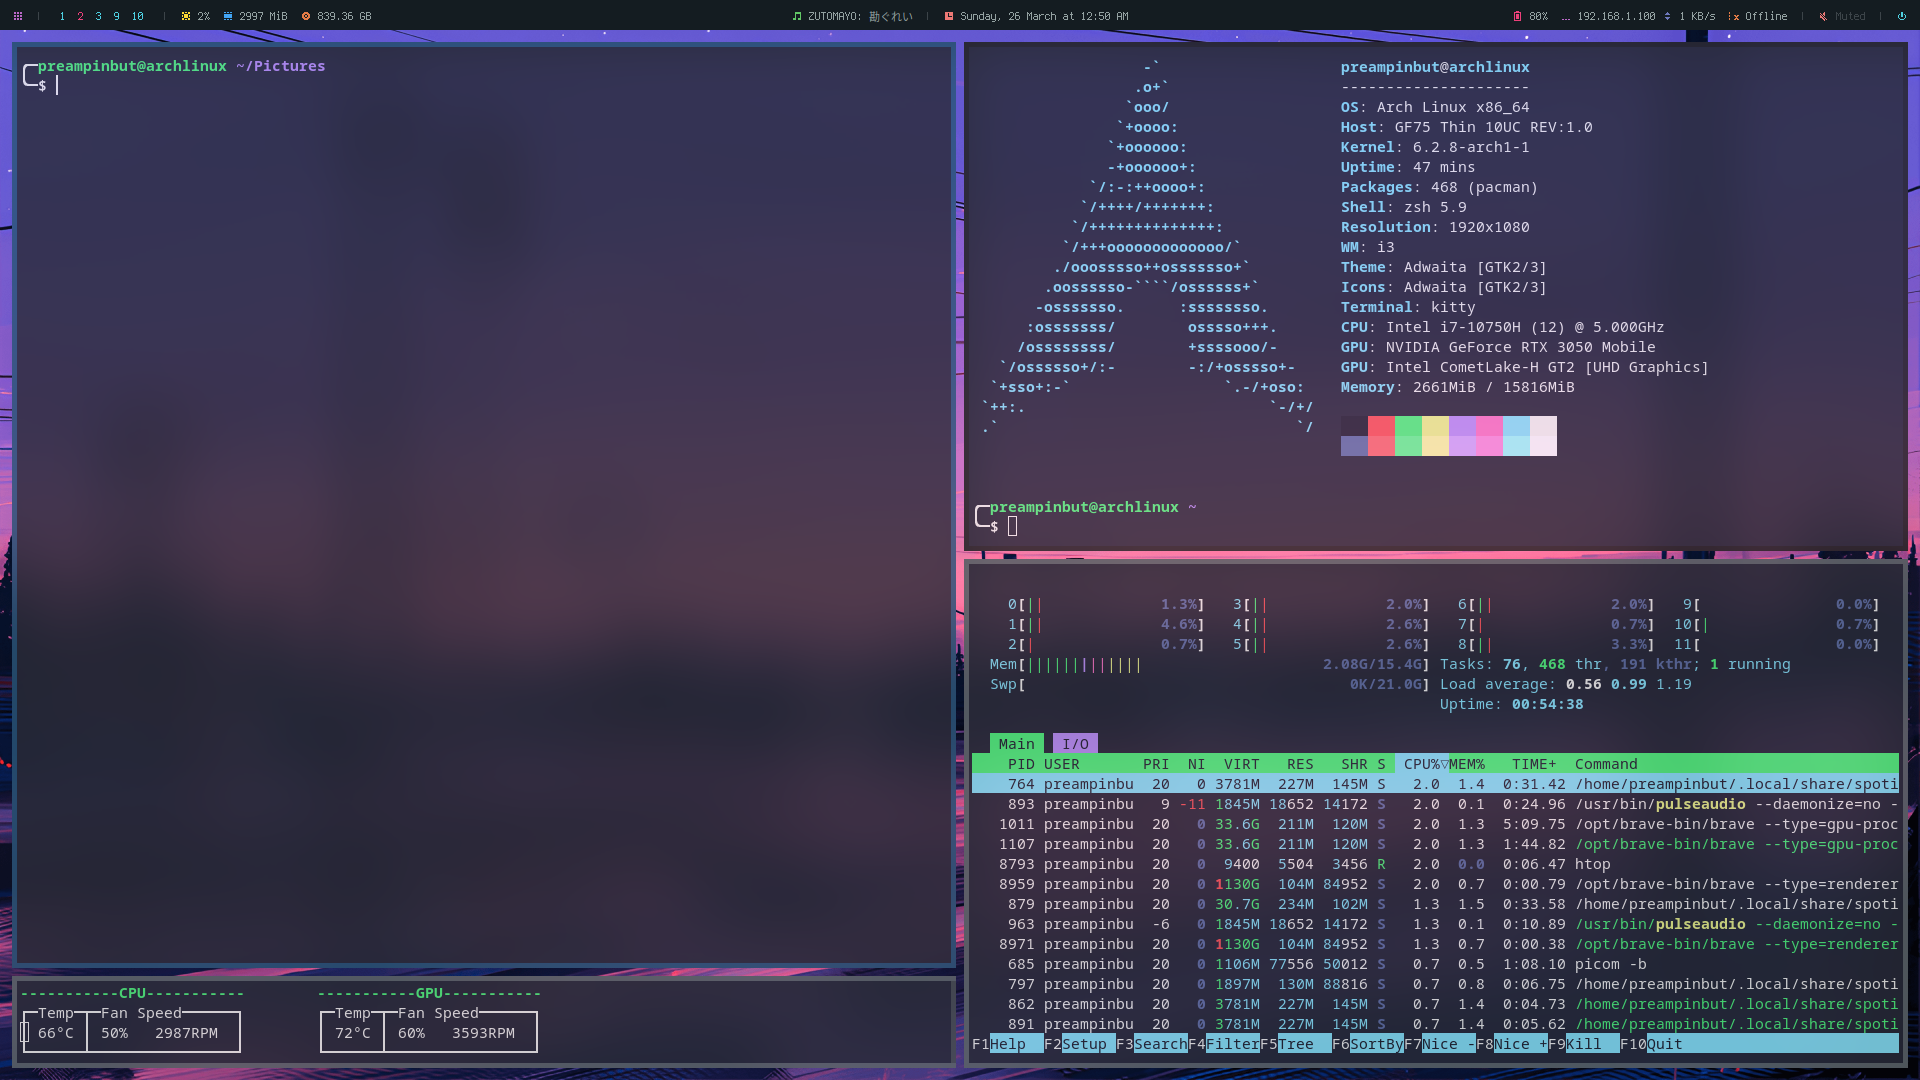 1 2 3 9 10 2% 2997 MiB 839.36 GB ZUTOMAYO: 勘ぐれい Sunday, 26 March at 12:50 AM 80% ... 192.168.1.100 1 KB/s Offline Muted
preampinbut@archlinux ~/Pictures
$
-`
.o+`
`ooo/
`+oooo:
`+oooooo:
-+oooooo+:
`/:-:++oooo+:
`/++++/+++++++:
`/++++++++++++++:
`/+++ooooooooooooo/`
./ooosssso++osssssso+`
.oossssso-````/ossssss+`
-osssssso. :ssssssso.
:osssssss/ osssso+++.
/ossssssss/ +ssssooo/-
`/ossssso+/:- -:/+osssso+-
`+sso+:-` `.-/+oso:
`++:. `-/+/
.` `/
preampinbut@archlinux
---------------------
OS: Arch Linux x86_64
Host: GF75 Thin 10UC REV:1.0
Kernel: 6.2.8-arch1-1
Uptime: 47 mins
Packages: 468 (pacman)
Shell: zsh 5.9
Resolution: 1920x1080
WM: i3
Theme: Adwaita [GTK2/3]
Icons: Adwaita [GTK2/3]
Terminal: kitty
CPU: Intel i7-10750H (12) @ 5.000GHz
GPU: NVIDIA GeForce RTX 3050 Mobile
GPU: Intel CometLake-H GT2 [UHD Graphics]
Memory: 2661MiB / 15816MiB
preampinbut@archlinux ~
$
0[|| 1.3%] 3[|| 2.0%] 6[|| 2.0%] 9[ 0.0%]
1[|| 4.6%] 4[|| 2.6%] 7[| 0.7%] 10[| 0.7%]
2[| 0.7%] 5[|| 2.6%] 8[|| 3.3%] 11[ 0.0%]
Mem[||||||||||||| 2.08G/15.4G] Tasks: 76, 468 thr, 191 kthr; 1 running
Swp[ 0K/21.0G] Load average: 0.56 0.99 1.19
Uptime: 00:54:38
Main I/O
PID USER PRI NI VIRT RES SHR S CPU%▽MEM% TIME+ Command
764 preampinbu 20 0 3781M 227M 145M S 2.0 1.4 0:31.42 /home/preampinbut/.local/share/spoti
893 preampinbu 9 -11 1845M 18652 14172 S 2.0 0.1 0:24.96 /usr/bin/pulseaudio --daemonize=no -
1011 preampinbu 20 0 33.6G 211M 120M S 2.0 1.3 5:09.75 /opt/brave-bin/brave --type=gpu-proc
1107 preampinbu 20 0 33.6G 211M 120M S 2.0 1.3 1:44.82 /opt/brave-bin/brave --type=gpu-proc
8793 preampinbu 20 0 9400 5504 3456 R 2.0 0.0 0:06.47 htop
8959 preampinbu 20 0 1130G 104M 84952 S 2.0 0.7 0:00.79 /opt/brave-bin/brave --type=renderer
879 preampinbu 20 0 30.7G 234M 102M S 1.3 1.5 0:33.58 /home/preampinbut/.local/share/spoti
963 preampinbu -6 0 1845M 18652 14172 S 1.3 0.1 0:10.89 /usr/bin/pulseaudio --daemonize=no -
8971 preampinbu 20 0 1130G 104M 84952 S 1.3 0.7 0:00.38 /opt/brave-bin/brave --type=renderer
685 preampinbu 20 0 1106M 77556 50012 S 0.7 0.5 1:08.10 picom -b
797 preampinbu 20 0 1897M 130M 88816 S 0.7 0.8 0:06.75 /home/preampinbut/.local/share/spoti
862 preampinbu 20 0 3781M 227M 145M S 0.7 1.4 0:04.73 /home/preampinbut/.local/share/spoti
891 preampinbu 20 0 3781M 227M 145M S 0.7 1.4 0:05.62 /home/preampinbut/.local/share/spoti
F1Help F2Setup F3SearchF4FilterF5Tree F6SortByF7Nice -F8Nice +F9Kill F10Quit
-----------CPU----------- -----------GPU-----------
Temp Fan Speed Temp Fan Speed
66°C 50% 2987RPM 72°C 60% 3593RPM